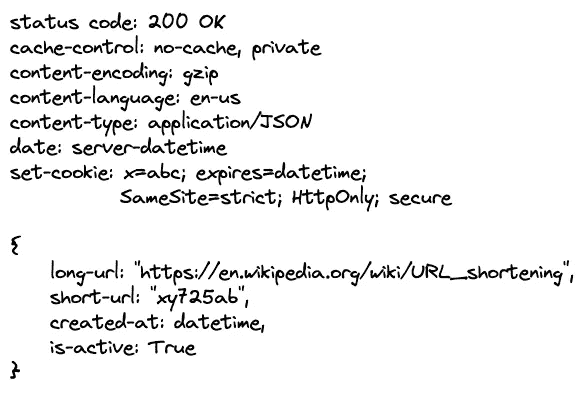 status code: 200 OK
cache-control: no-cache, private
content-encoding: gzip
content-language: en-us
content-type: application/JSON
date: server-datetime
set-cookie: x=abc; expires=datetime;
SameSite=strict; HttpOnly; secure
{
long-url: "https://en.wikipedia.org/wiki/URL_shortening",
short-url: "xy725ab",
created-at: datetime,
is-active: True
}